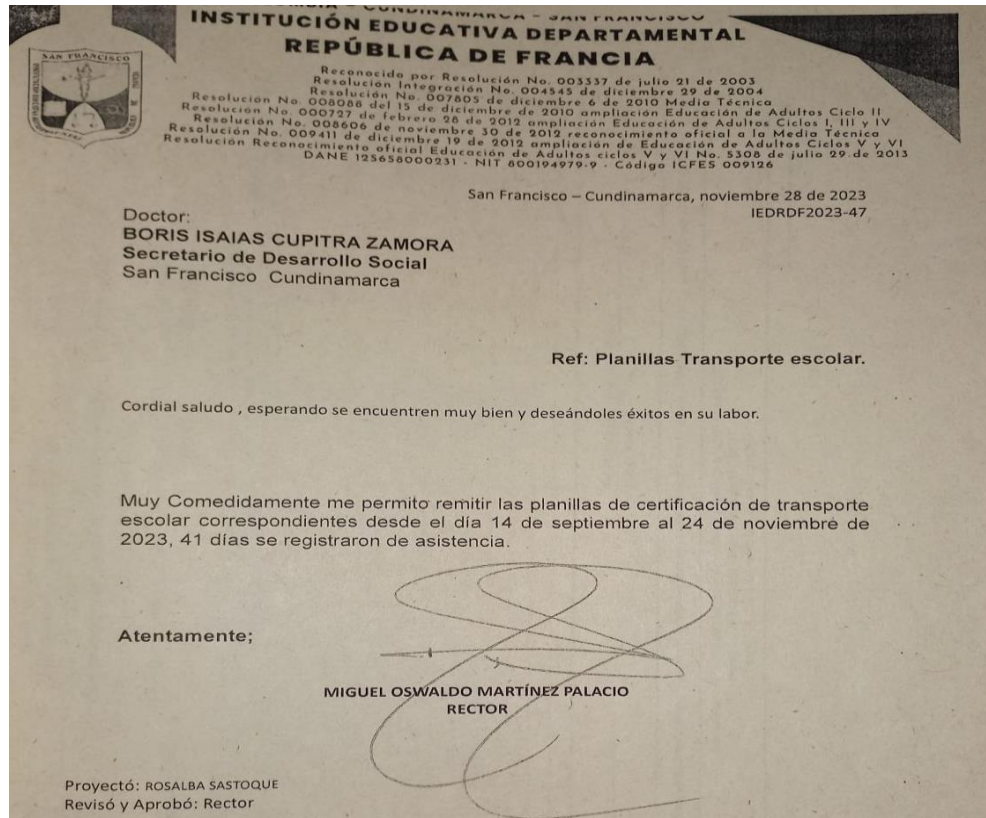 CUNDINAMARCA – SAN FRANCISCO
INSTITUCIÓN EDUCATIVA DEPARTAMENTAL
REPÚBLICA DE FRANCIA
Reconocido por Resolución No. 003337 de julio 21 de 2003
Resolución Integración No. 004545 de diciembre 29 de 2004
Resolución No. 007805 de diciembre 6 de 2010 Media Técnica
Resolución No. 008088 del 15 de diciembre de 2010 ampliación Educación de Adultos Ciclo II
Resolución No. 000727 de febrero 28 de 2012 ampliación Educación de Adultos Ciclos I, III y IV
Resolución No. 008606 de noviembre 30 de 2012 reconocimiento oficial a la Media Técnica
Resolución No. 009411 de diciembre 19 de 2012 ampliación de Educación de Adultos Ciclos V y VI
Resolución Reconocimiento oficial Educación de Adultos ciclos V y VI No. 5308 de julio 29 de 2013
DANE 125658000231 - NIT 800194979-9 - Código ICFES 009126
SAN FRANCISCO
San Francisco – Cundinamarca, noviembre 28 de 2023
IEDRDF2023-47
Doctor:
BORIS ISAIAS CUPITRA ZAMORA
Secretario de Desarrollo Social
San Francisco Cundinamarca
Ref: Planillas Transporte escolar.
Cordial saludo , esperando se encuentren muy bien y deseándoles éxitos en su labor.
Muy Comedidamente me permito remitir las planillas de certificación de transporte
escolar correspondientes desde el día 14 de septiembre al 24 de noviembre de
2023, 41 días se registraron de asistencia.
Atentamente;
MIGUEL OSWALDO MARTÍNEZ PALACIO
RECTOR
Proyectó: ROSALBA SASTOQUE
Revisó y Aprobó: Rector